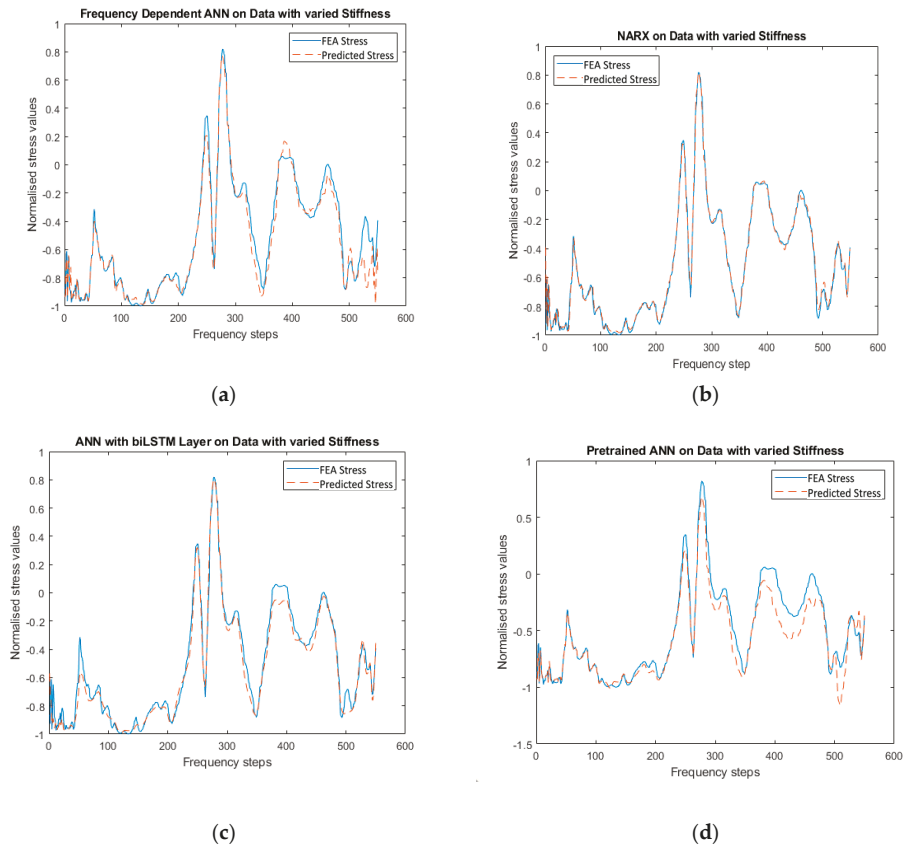 Frequency Dependent ANN on Data with varied Stiffness
FEA Stress
Predicted Stress
1
0.8
0.6
0.4
0.2
0
-0.2
-0.4
-0.6
-0.8
-1
Normalised stress values
0 100 200 300 400 500 600
Frequency steps
(a)
NARX on Data with varied Stiffness
FEA Stress
Predicted Stress
1
0.8
0.6
0.4
0.2
0
-0.2
-0.4
-0.6
-0.8
-1
Normalised stress values
0 100 200 300 400 500 600
Frequency step
(b)
ANN with biLSTM Layer on Data with varied Stiffness
FEA Stress
Predicted Stress
1
0.8
0.6
0.4
0.2
0
-0.2
-0.4
-0.6
-0.8
-1
Normalised stress values
0 100 200 300 400 500 600
Frequency steps
(c)
Pretrained ANN on Data with varied Stiffness
FEA Stress
Predicted Stress
1
0.5
0
-0.5
-1
-1.5
Normalised stress values
0 100 200 300 400 500 600
Frequency steps
(d)